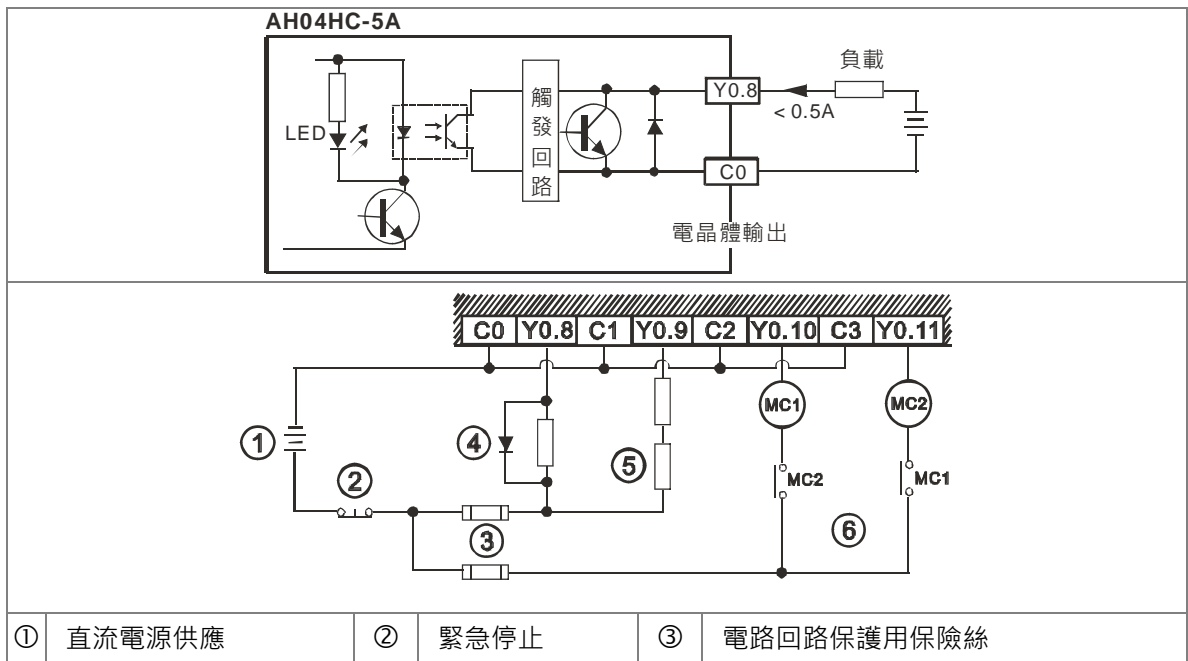 AH04HC-5A
負載
Y0.8
< 0.5A
LED
觸發回路
C0
電晶體輸出
C0 Y0.8 C1 Y0.9 C2 Y0.10 C3 Y0.11
MC1
MC2
①
④
⑤
②
MC2
MC1
③
⑥
① 直流電源供應 ② 緊急停止 ③ 電路回路保護用保險絲